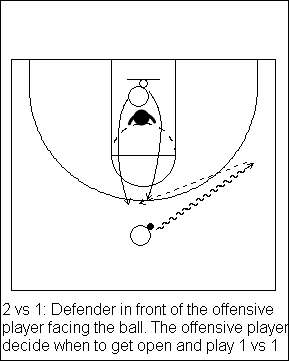 2 vs 1: Defender in front of the offensive
player facing the ball. The offensive player
decide when to get open and play 1 vs 1